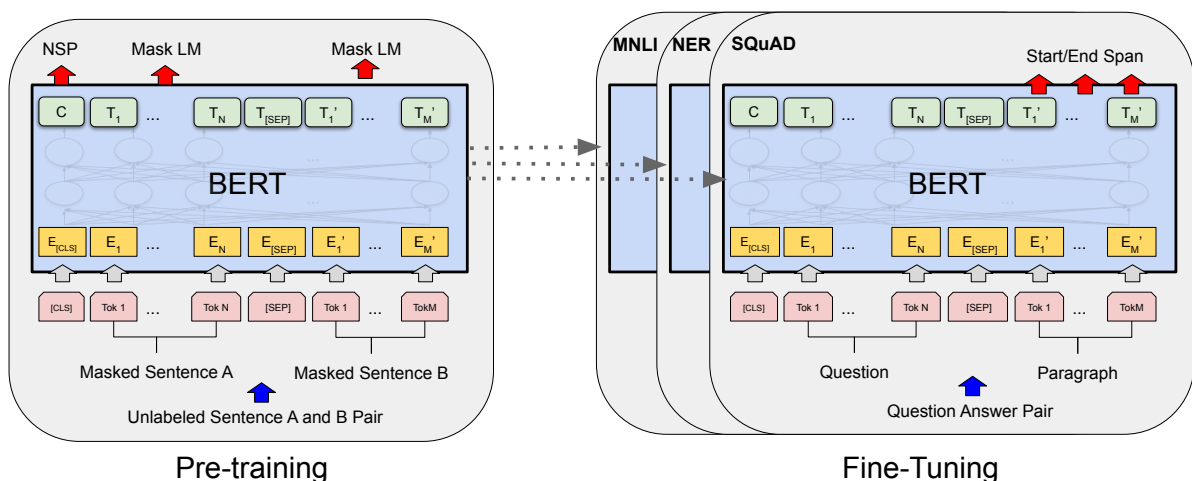 NSP Mask LM Mask LM
C T1 ... TN T[SEP] T1' ... TM'
...
...
BERT
E[CLS] E1 ... EN E[SEP] E1' ... EM'
[CLS] Tok 1 ... Tok N [SEP] Tok 1 ... TokM
Masked Sentence A Masked Sentence B
Unlabeled Sentence A and B Pair
Pre-training
MNLI NER SQuAD
Start/End Span
C T1 ... TN T[SEP] T1' ... TM'
...
...
BERT
E[CLS] E1 ... EN E[SEP] E1' ... EM'
[CLS] Tok 1 ... Tok N [SEP] Tok 1 ... TokM
Question Paragraph
Question Answer Pair
Fine-Tuning